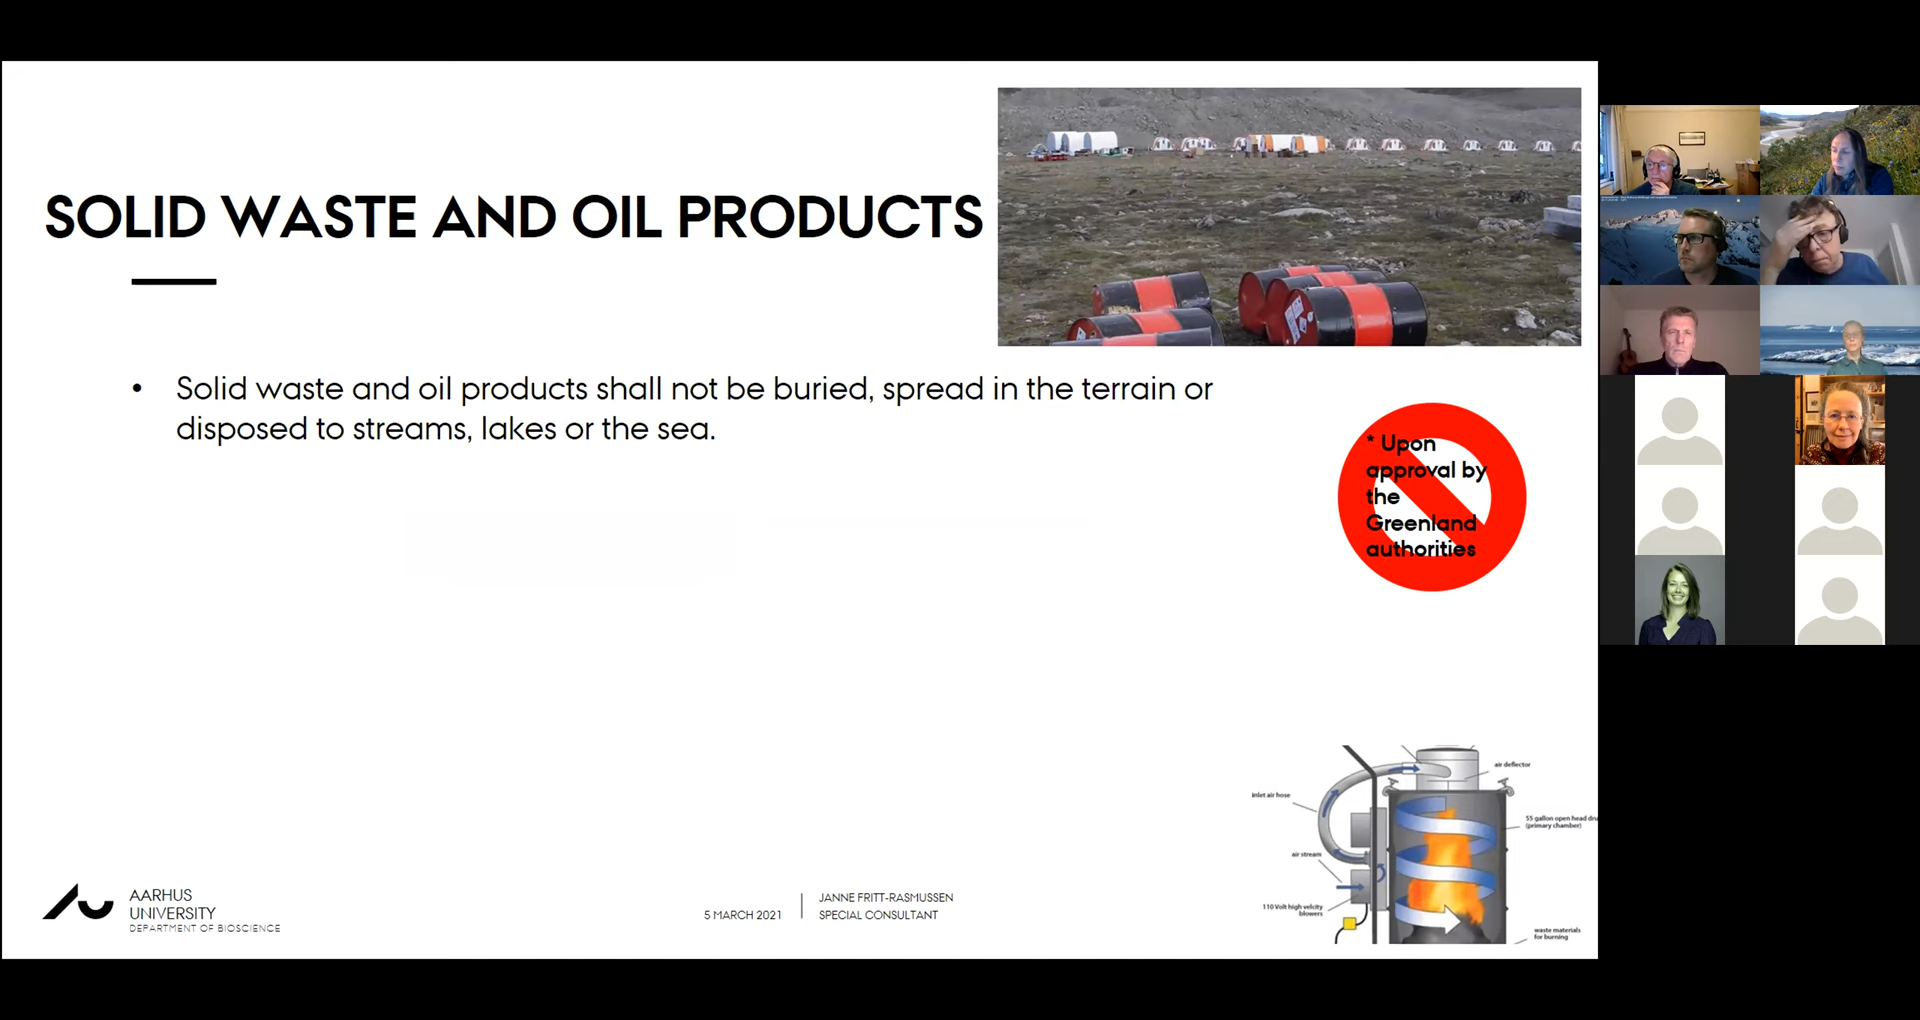 SOLID WASTE AND OIL PRODUCTS
• Solid waste and oil products shall not be buried, spread in the terrain or
disposed to streams, lakes or the sea.
* Upon
approval by
the
Greenland
authorities
air deflector
inlet air hose
55 gallon open head dru
(primary chamber)
air stream
110 Volt high velcity
blowers
waste materials
for burning
AARHUS
UNIVERSITY
DEPARTMENT OF BIOSCIENCE
5 MARCH 2021
JANNE FRITT-RASMUSSEN
SPECIAL CONSULTANT